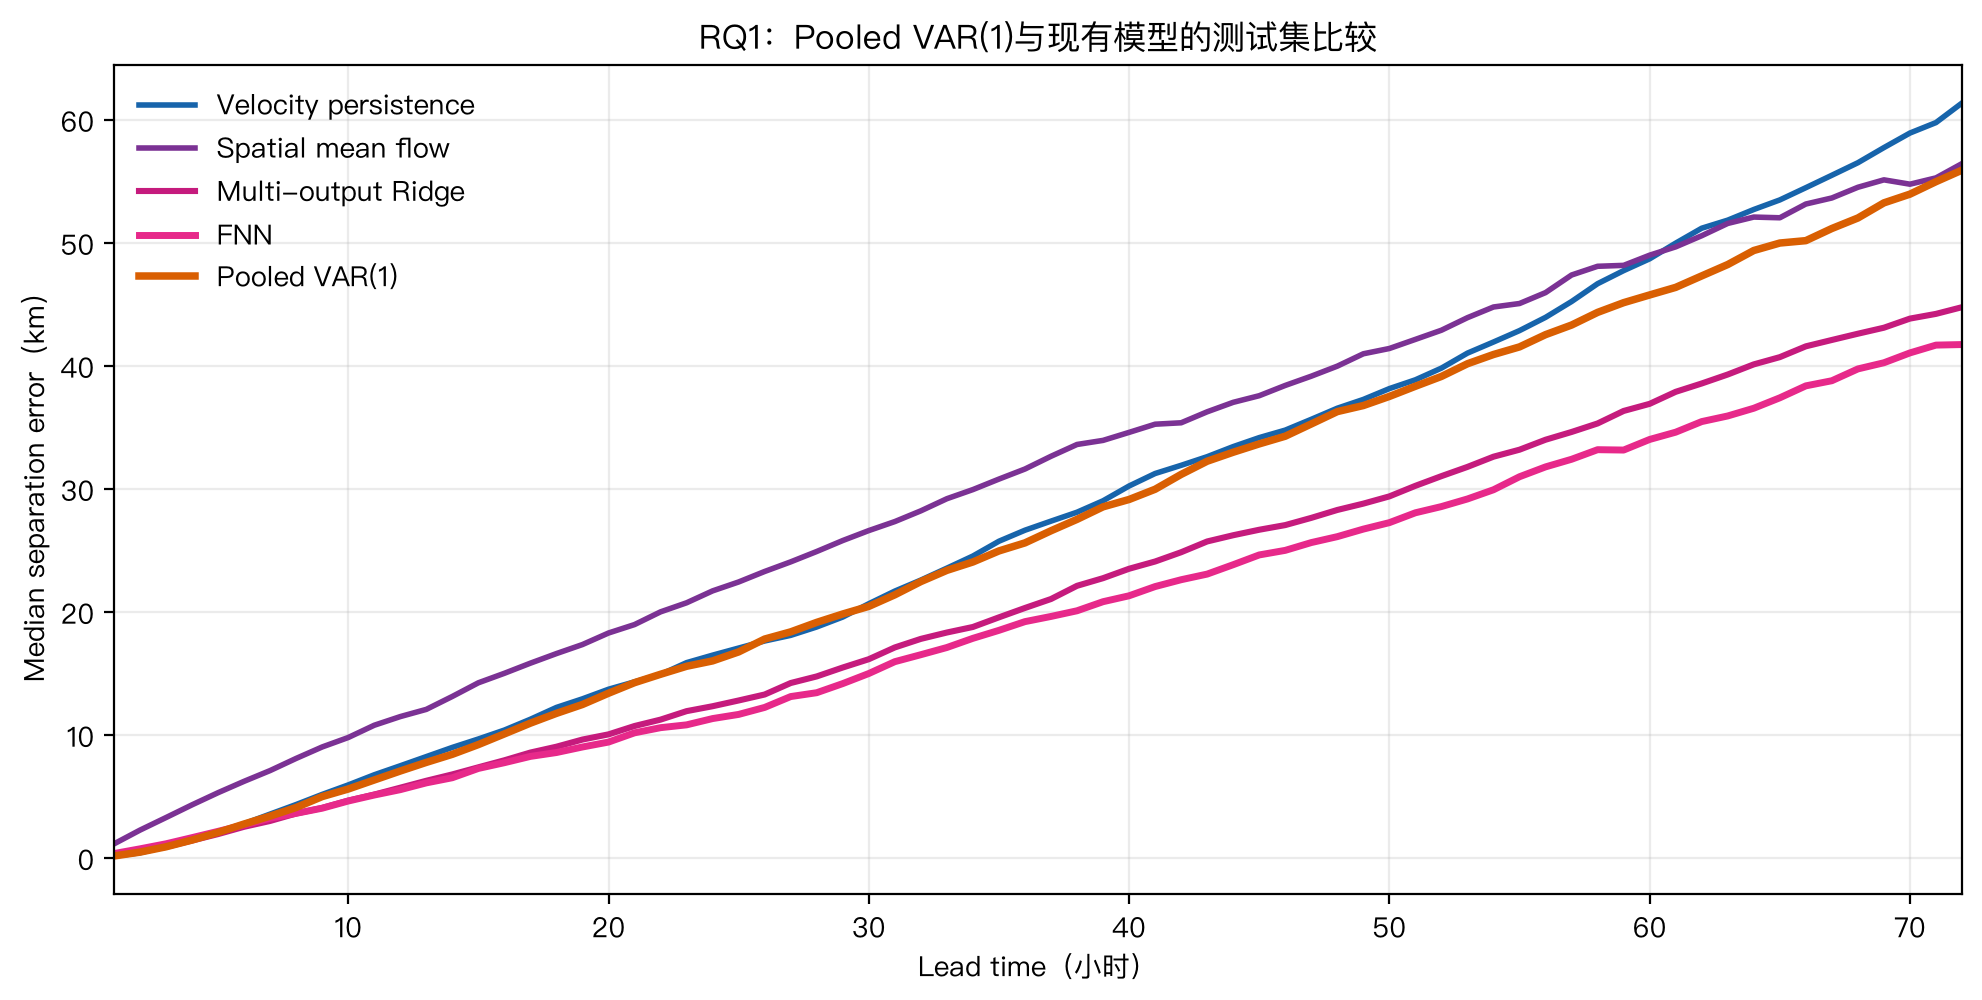 RQ1：Pooled VAR(1)与现有模型的测试集比较
Velocity persistence
Spatial mean flow
Multi−output Ridge
FNN
Pooled VAR(1)
Median separation error（km）
60
50
40
30
20
10
0
10 20 30 40 50 60 70
Lead time（小时）